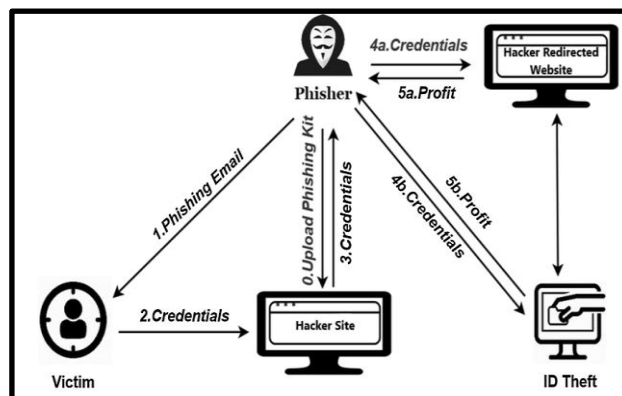 4a.Credentials
Hacker Redirected
Website
Phisher
5a.Profit
1.Phishing Email
0.Upload Phishing Kit
3.Credentials
4b.Credentials
5b.Profit
2.Credentials
Hacker Site
Victim
ID Theft